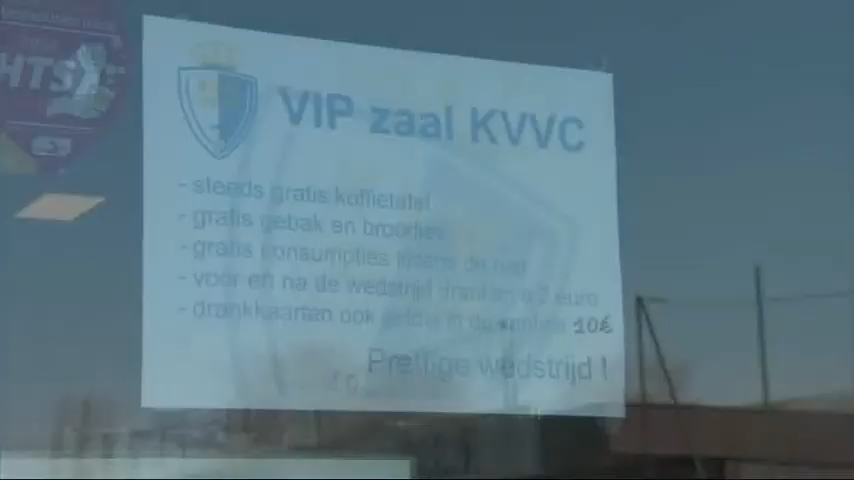 HTS
VIP zaal KVVC
- steeds gratis koffietafel
- gratis gebak en broodjes
- gratis consumpties tijdens de rust
- voor en na de wedstrijd dranken à 2 euro
- drankkaarten ook geldig in de kantine 10€
Prettige wedstrijd !